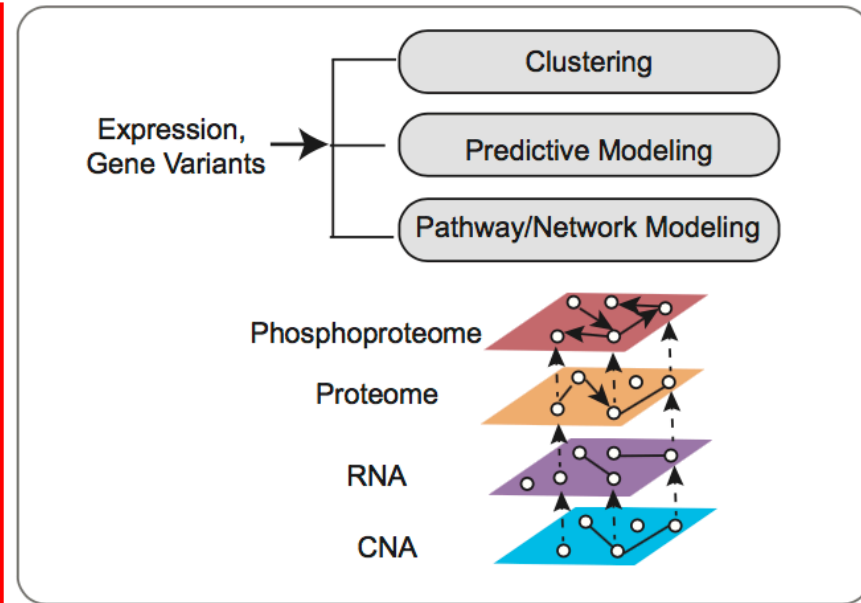 Clustering
Expression,
Gene Variants
Predictive Modeling
Pathway/Network Modeling
Phosphoproteome
Proteome
RNA
CNA